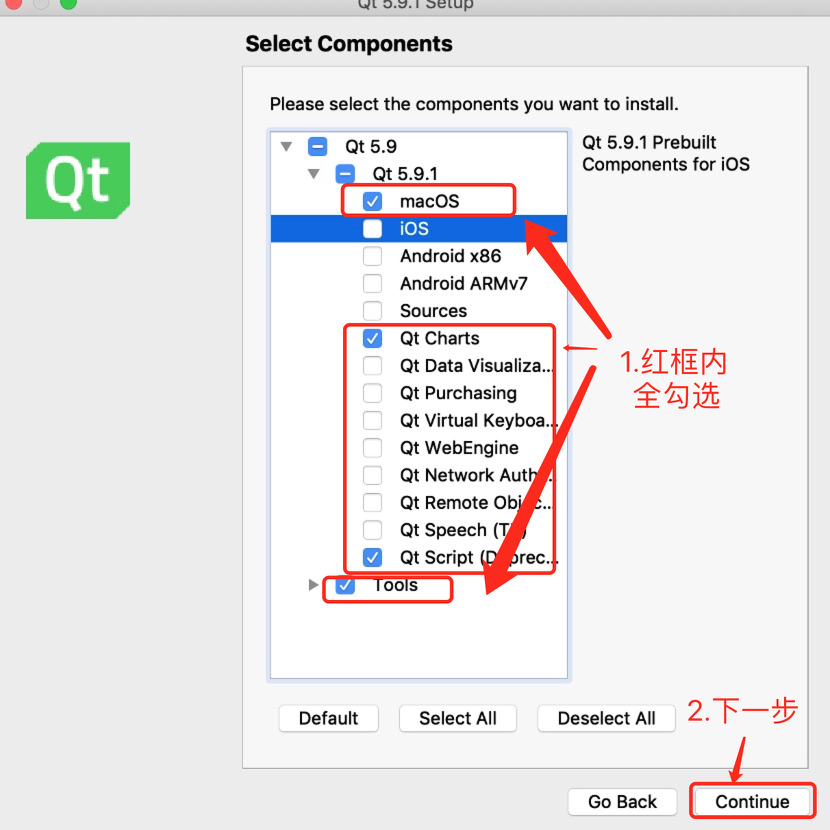 Qt 5.9.1 Setup
Select Components
Qt
Please select the components you want to install.
Qt 5.9
Qt 5.9.1
macOS
iOS
Android x86
Android ARMv7
Sources
Qt Charts
Qt Data Visualiza...
Qt Purchasing
Qt Virtual Keyboa...
Qt WebEngine
Qt Network Auth...
Qt Remote Objec...
Qt Speech (TP)
Qt Script (Deprec...
Tools
Qt 5.9.1 Prebuilt
Components for iOS
1.红框内
全勾选
Default
Select All
Deselect All
2.下一步
Go Back
Continue